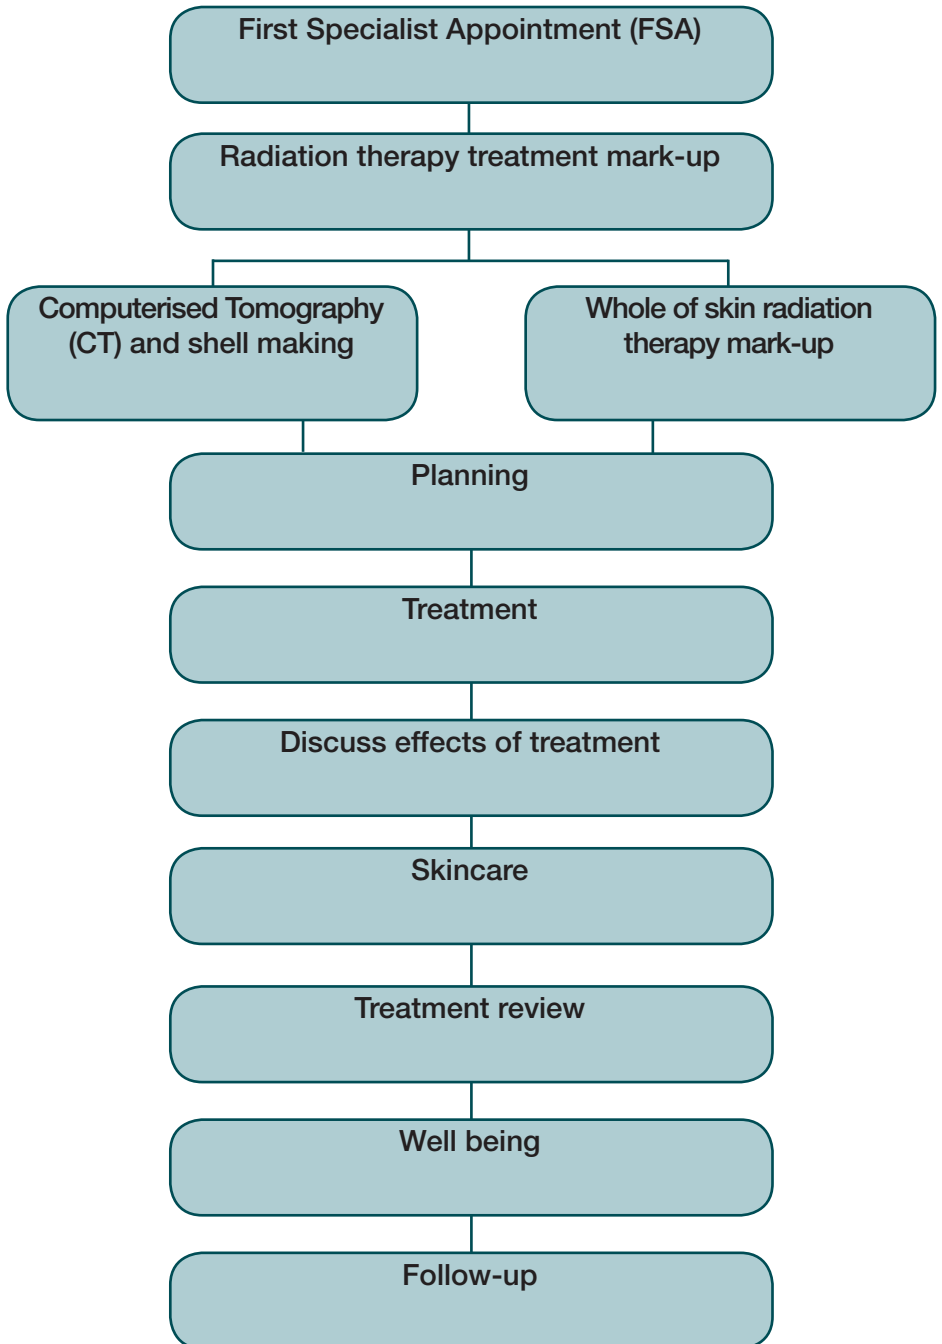 First Specialist Appointment (FSA)
Radiation therapy treatment mark-up
Computerised Tomography
(CT) and shell making
Whole of skin radiation
therapy mark-up
Planning
Treatment
Discuss effects of treatment
Skincare
Treatment review
Well being
Follow-up